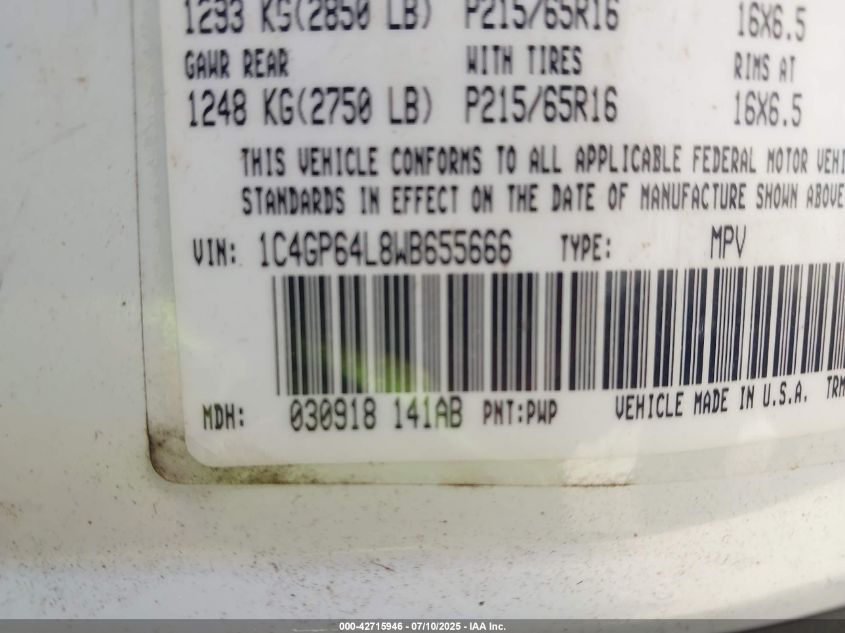 1293 KG(2850 LB) P215/65R16 16X6.5
GAWR REAR WITH TIRES RIMS AT
1248 KG(2750 LB) P215/65R16 16X6.5
THIS VEHICLE CONFORMS TO ALL APPLICABLE FEDERAL MOTOR VEHI
STANDARDS IN EFFECT ON THE DATE OF MANUFACTURE SHOWN ABOVE
VIN: 1C4GP64L8WB655666 TYPE: MPV
MDH: 030918 141AB PNT:PWP VEHICLE MADE IN U.S.A. TRM
000-42715946 - 07/10/2025 - IAA Inc.